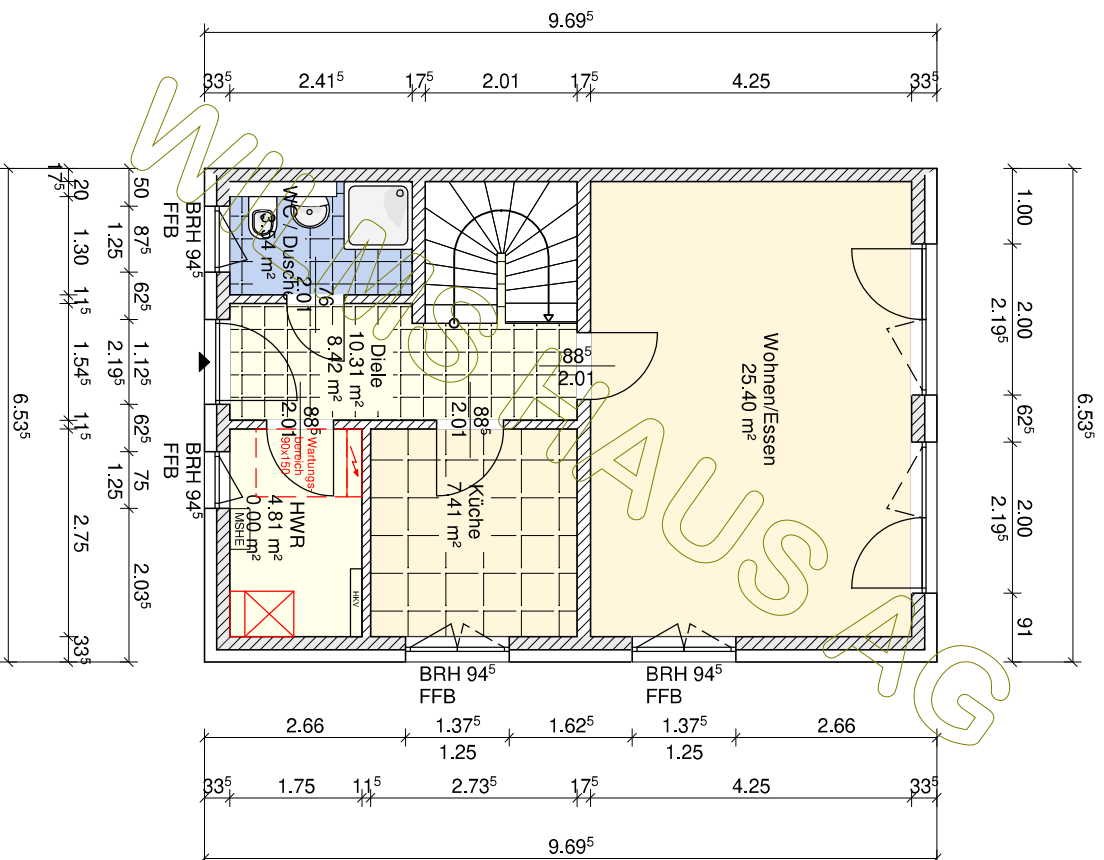 9.69⁵
33⁵ 2.41⁵ 17⁵ 2.01 17⁵ 4.25 33⁵
WILLMS HAUS AG
6.53⁵
17⁵ 20 1.30 11⁵ 1.54⁵ 11⁵ 2.75 33⁵
50 87⁵ 62⁵ 1.12⁵ 62⁵ 75 2.03⁵
1.25 2.19⁵ 1.25
BRH 94⁵
FFB
BRH 94⁵
FFB
WC Dusche
3.54 m²
76
2.01
Diele
10.31 m²
8.42 m²
88⁵
2.01
88⁵
2.01
88⁵
2.01
Wartungs-
bereich
90x150
HWR
4.81 m²
0.00 m²
MSHE
HKV
Küche
7.41 m²
Wohnen/Essen
25.40 m²
1.00 2.00 62⁵ 2.00 91
2.19⁵ 2.19⁵
6.53⁵
BRH 94⁵
FFB
BRH 94⁵
FFB
2.66 1.37⁵ 1.62⁵ 1.37⁵ 2.66
1.25 1.25
33⁵ 1.75 11⁵ 2.73⁵ 17⁵ 4.25 33⁵
9.69⁵